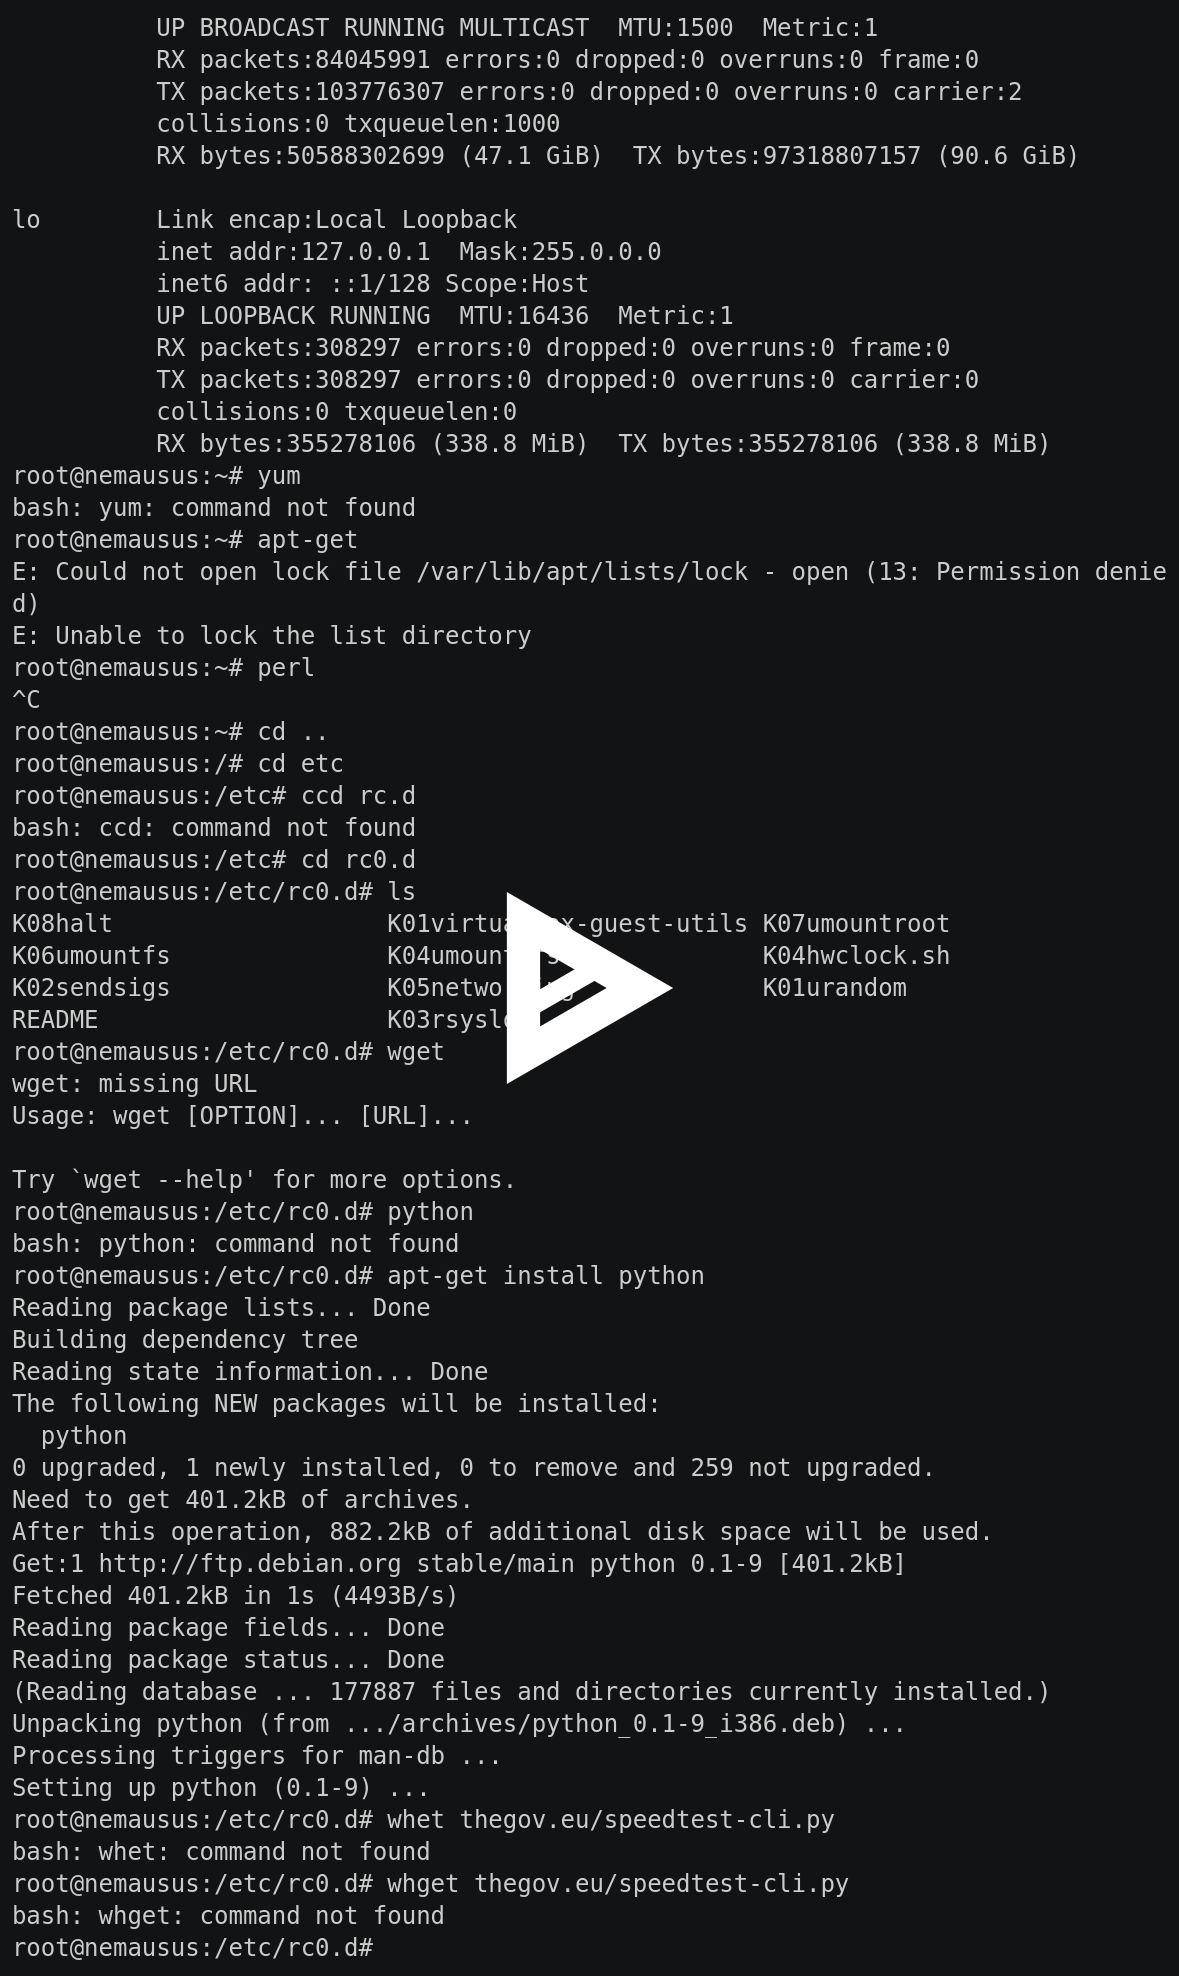 UP BROADCAST RUNNING MULTICAST  MTU:1500  Metric:1
RX packets:84045991 errors:0 dropped:0 overruns:0 frame:0
TX packets:103776307 errors:0 dropped:0 overruns:0 carrier:2
collisions:0 txqueuelen:1000
RX bytes:50588302699 (47.1 GiB)  TX bytes:97318807157 (90.6 GiB)

lo        Link encap:Local Loopback
inet addr:127.0.0.1  Mask:255.0.0.0
inet6 addr: ::1/128 Scope:Host
UP LOOPBACK RUNNING  MTU:16436  Metric:1
RX packets:308297 errors:0 dropped:0 overruns:0 frame:0
TX packets:308297 errors:0 dropped:0 overruns:0 carrier:0
collisions:0 txqueuelen:0
RX bytes:355278106 (338.8 MiB)  TX bytes:355278106 (338.8 MiB)
root@nemausus:~# yum
bash: yum: command not found
root@nemausus:~# apt-get
E: Could not open lock file /var/lib/apt/lists/lock - open (13: Permission denie
d)
E: Unable to lock the list directory
root@nemausus:~# perl
^C
root@nemausus:~# cd ..
root@nemausus:/# cd etc
root@nemausus:/etc# ccd rc.d
bash: ccd: command not found
root@nemausus:/etc# cd rc0.d
root@nemausus:/etc/rc0.d# ls
K08halt K07umountroot
K06umountfs K04hwclock.sh
K02sendsigs K01urandom
README
root@nemausus:/etc/rc0.d# wget
wget: missing URL
Usage: wget [OPTION]... [URL]...

Try `wget --help' for more options.
root@nemausus:/etc/rc0.d# python
bash: python: command not found
root@nemausus:/etc/rc0.d# apt-get install python
Reading package lists... Done
Building dependency tree
Reading state information... Done
The following NEW packages will be installed:
  python
0 upgraded, 1 newly installed, 0 to remove and 259 not upgraded.
Need to get 401.2kB of archives.
After this operation, 882.2kB of additional disk space will be used.
Get:1 http://ftp.debian.org stable/main python 0.1-9 [401.2kB]
Fetched 401.2kB in 1s (4493B/s)
Reading package fields... Done
Reading package status... Done
(Reading database ... 177887 files and directories currently installed.)
Unpacking python (from .../archives/python_0.1-9_i386.deb) ...
Processing triggers for man-db ...
Setting up python (0.1-9) ...
root@nemausus:/etc/rc0.d# whet thegov.eu/speedtest-cli.py
bash: whet: command not found
root@nemausus:/etc/rc0.d# whget thegov.eu/speedtest-cli.py
bash: whget: command not found
root@nemausus:/etc/rc0.d#